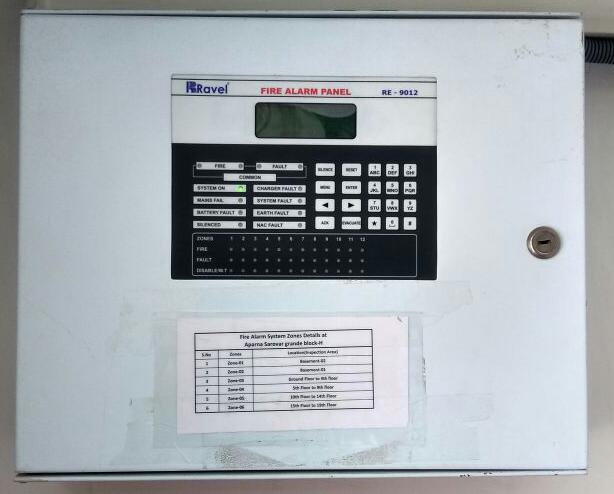 Ravel® FIRE ALARM PANEL RE - 9012
FIRE FAULT
COMMON
SYSTEM ON CHARGER FAULT
MAINS FAIL SYSTEM FAULT
BATTERY FAULT EARTH FAULT
SILENCED NAC FAULT
SILENCE RESET 1 ABC 2 DEF 3 GHI
MENU ENTER 4 JKL 5 MNO 6 PQR
◄ ► 7 STU 8 VWX 9 YZ
ACK EVACUATE ★ 0 #
ZONES 1 2 3 4 5 6 7 8 9 10 11 12
FIRE
FAULT
DISABLE/W.T
Fire Alarm System Zones Details at
Aparna Sarovar grande block-H
S.No Zones Location(Inspection Area)
1 Zone-01 Basement-02
2 Zone-02 Basement-01
3 Zone-03 Ground Floor to 4th floor
4 Zone-04 5th Floor to 9th floor
5 Zone-05 10th Floor to 14th Floor
6 Zone-06 15th Floor to 19th Floor